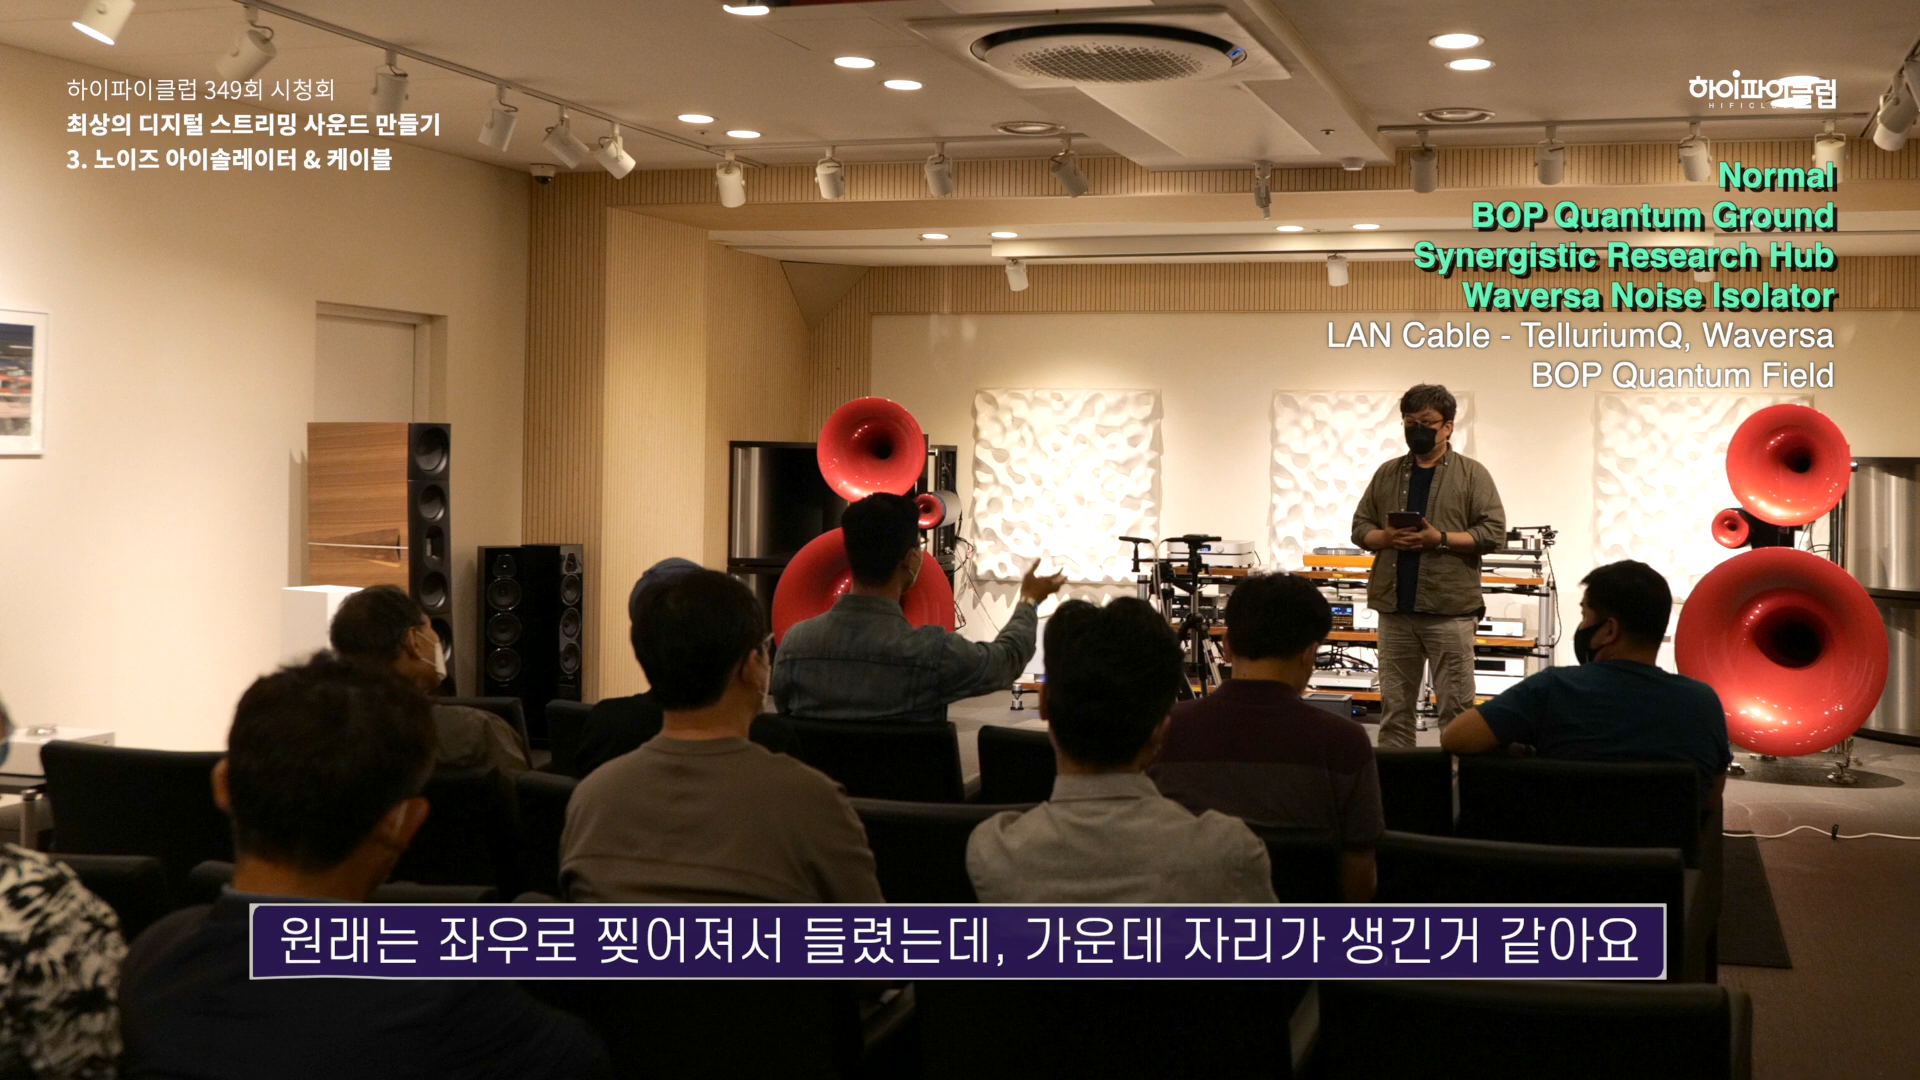 하이파이클럽 349회 시청회
최상의 디지털 스트리밍 사운드 만들기
3. 노이즈 아이솔레이터 & 케이블
하이파이클럽
HIFICLUB
Normal
BOP Quantum Ground
Synergistic Research Hub
Waversa Noise Isolator
LAN Cable - TelluriumQ, Waversa
BOP Quantum Field
원래는 좌우로 찢어져서 들렸는데, 가운데 자리가 생긴거 같아요